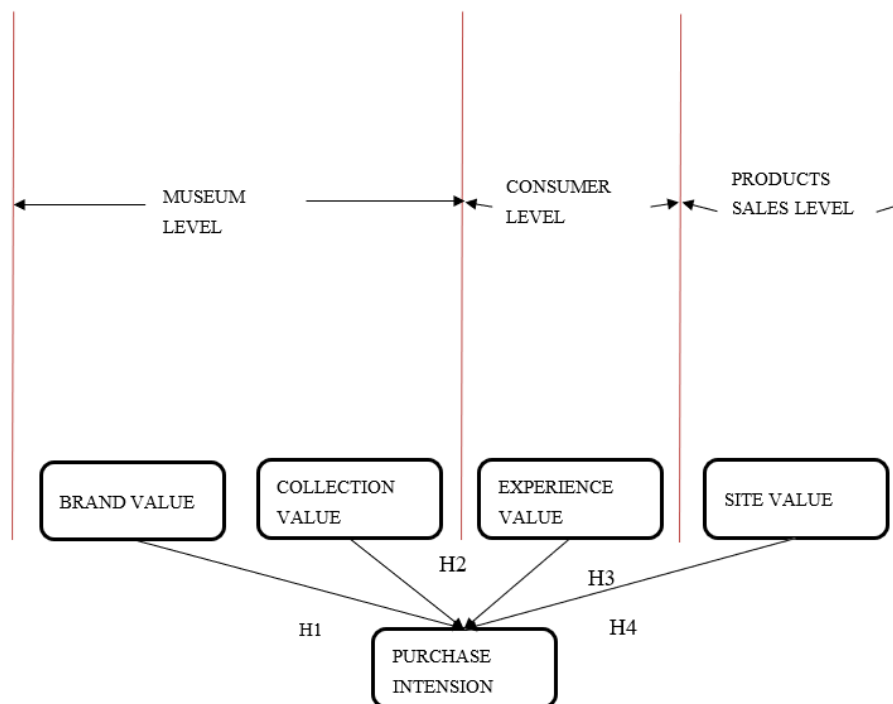 MUSEUM
LEVEL
CONSUMER
LEVEL
PRODUCTS
SALES LEVEL
BRAND VALUE
COLLECTION
VALUE
EXPERIENCE
VALUE
SITE VALUE
H2
H3
H1
H4
PURCHASE
INTENSION